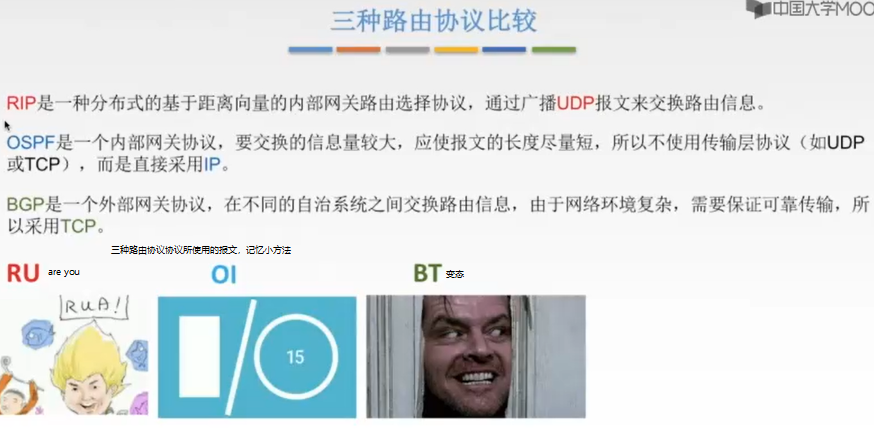 三种路由协议比较
中国大学MOO
RIP是一种分布式的基于距离向量的内部网关路由选择协议，通过广播UDP报文来交换路由信息。
OSPF是一个内部网关协议，要交换的信息量较大，应使报文的长度尽量短，所以不使用传输层协议（如UDP
或TCP），而是直接采用IP。
BGP是一个外部网关协议，在不同的自治系统之间交换路由信息，由于网络环境复杂，需要保证可靠传输，所
以采用TCP。
三种路由协议协议所使用的报文，记忆小方法
RU are you
OI
BT 变态
RUA!
15